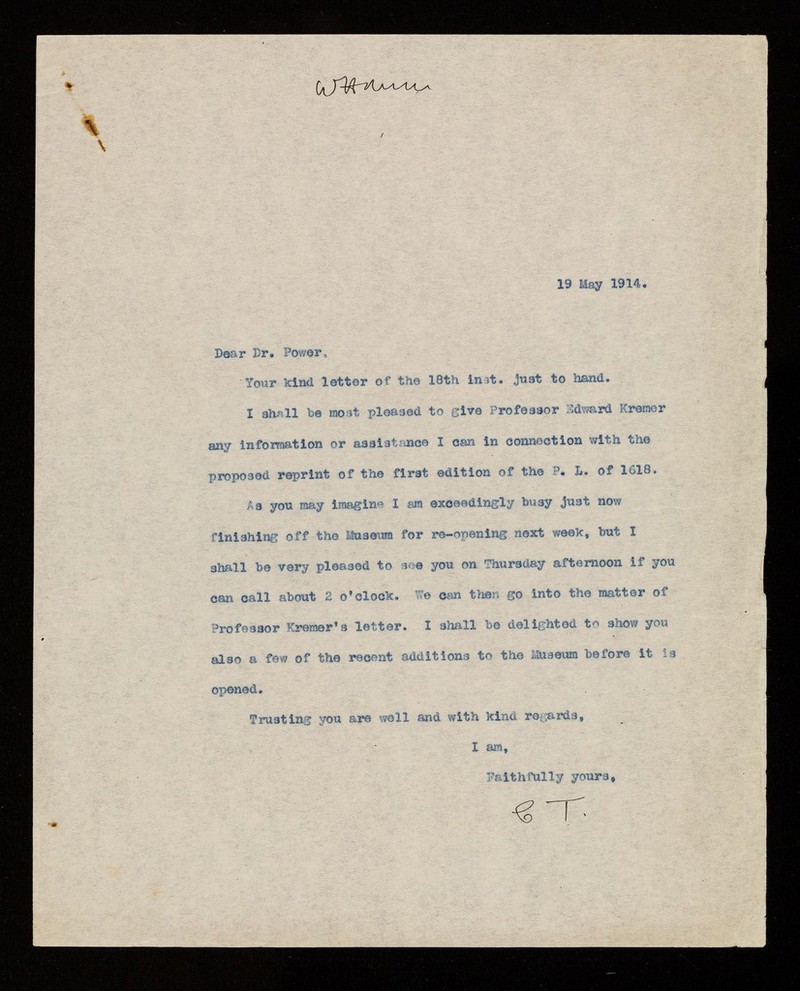 19 May 1914.
Dear Dr. Power,
Your kind letter of the 18th inst. just to hand.
I shall be most pleased to give Professor Edward Kremer
any information or assistance I can in connection with the
proposed reprint of the first edition of the P. L. of 1618.
As you may imagine I am exceedingly busy just now
finishing off the Museum for re-opening next week, but I
shall be very pleased to see you on Thursday afternoon if you
can call about 2 o'clock. We can then go into the matter of
Professor Kremer's letter. I shall be delighted to show you
also a few of the recent additions to the Museum before it is
opened.
Trusting you are well and with kind regards,
I am,
Faithfully yours,
C T.